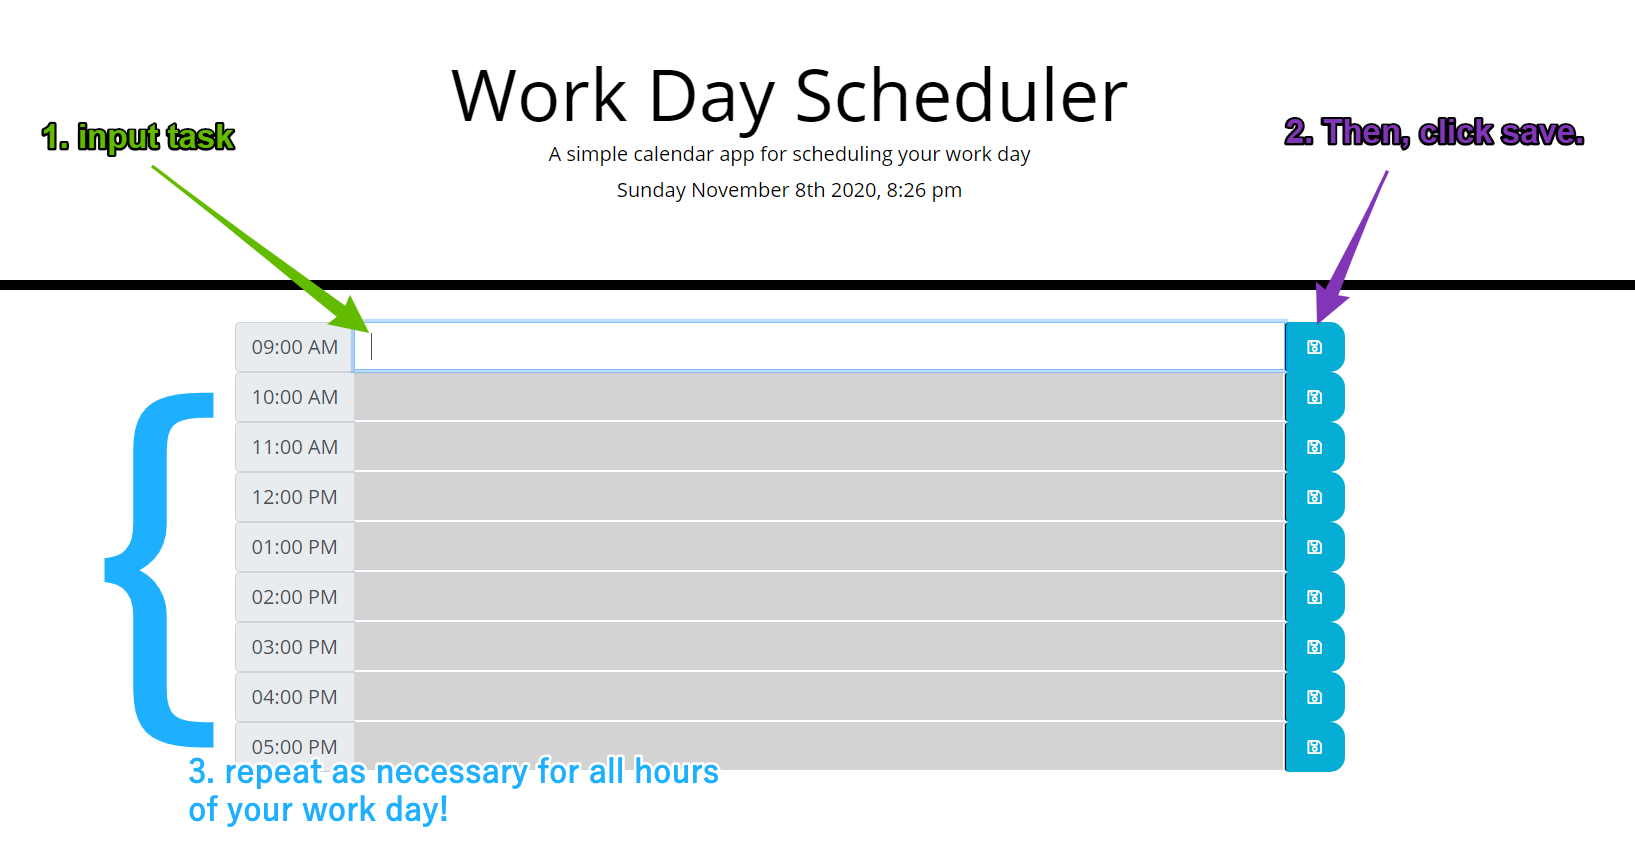 Work Day Scheduler
1. input task
2. Then, click save.
A simple calendar app for scheduling your work day
Sunday November 8th 2020, 8:26 pm
09:00 AM
10:00 AM
11:00 AM
12:00 PM
01:00 PM
02:00 PM
03:00 PM
04:00 PM
05:00 PM
3. repeat as necessary for all hours
of your work day!